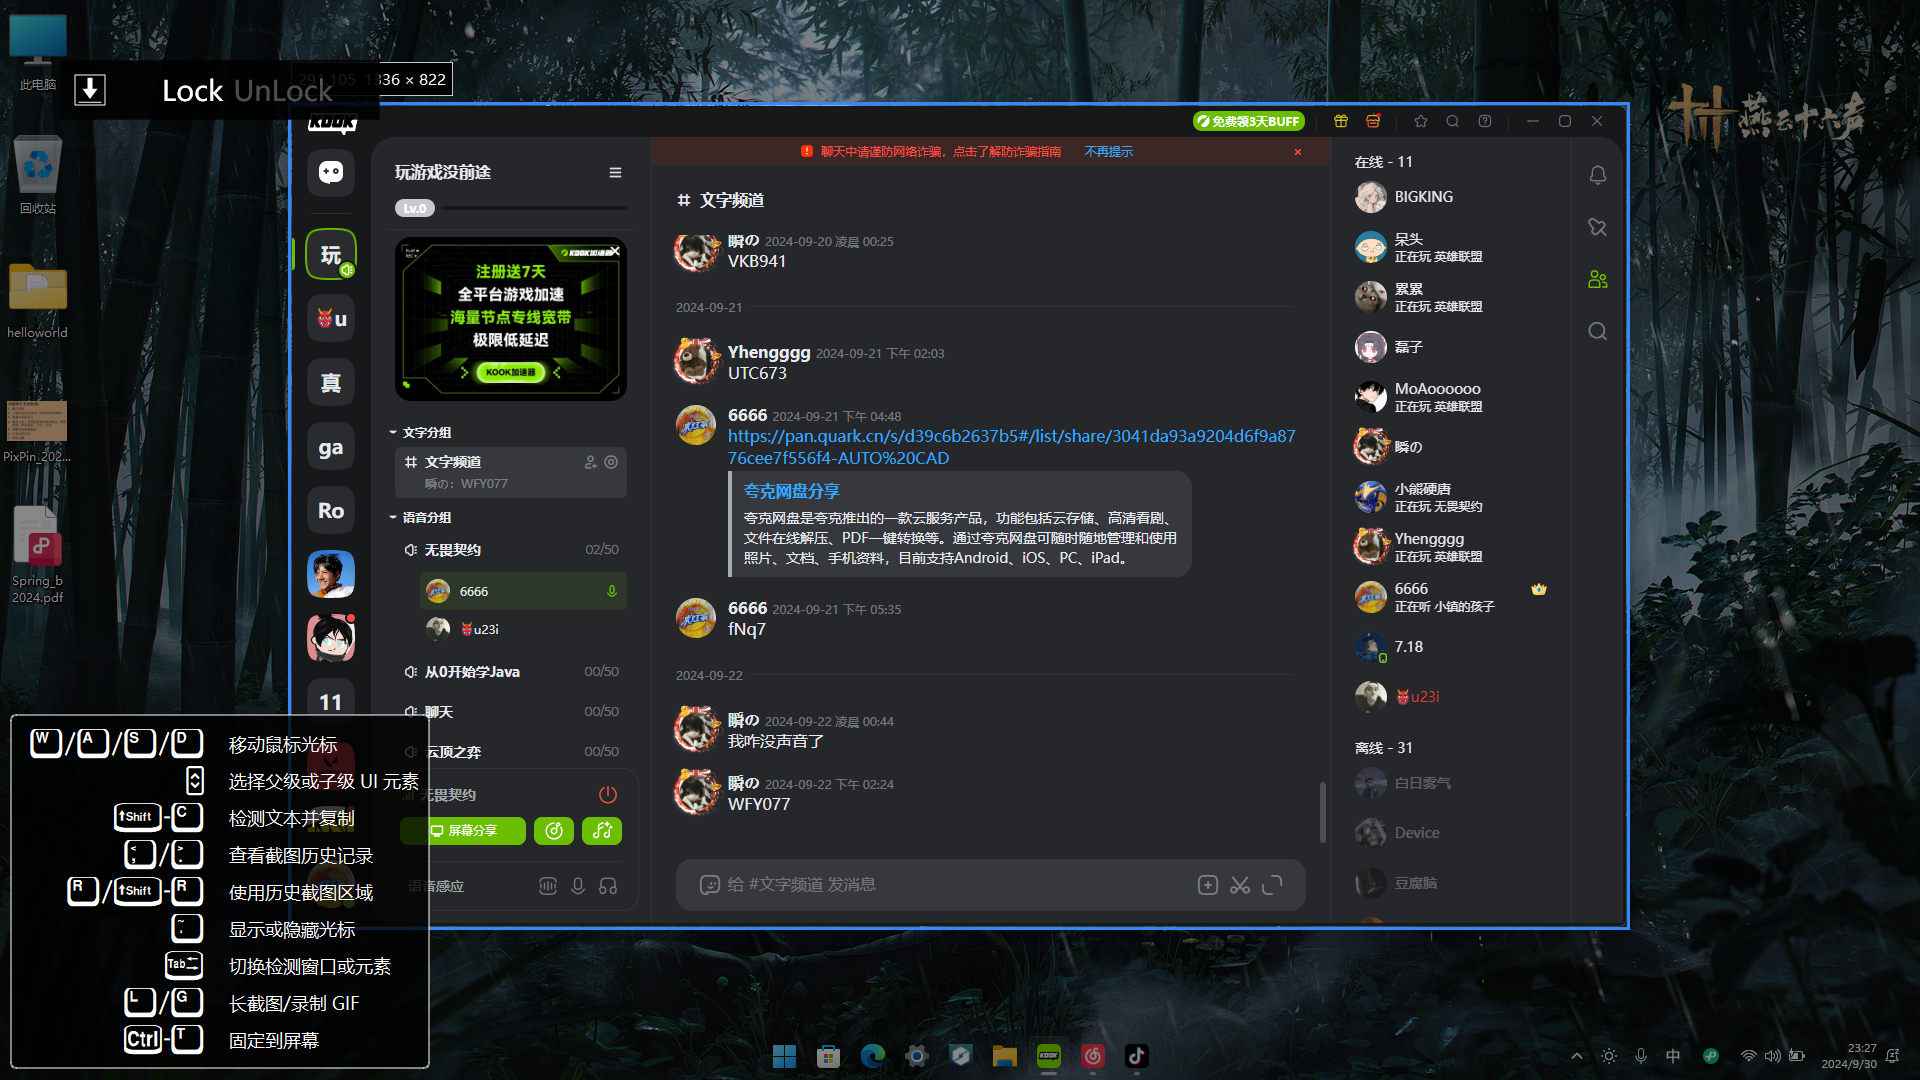 此电脑
Lock UnLock
291,105 1336 × 822
回收站
helloworld
PixPin_202...
Spring_b
2024.pdf
燕云十六声
KOOK
免费领3天BUFF
玩
u
真
ga
Ro
11
玩游戏没前途
Lv.0
KOOK加速器
注册送7天
全平台游戏加速
海量节点专线宽带
极限低延迟
KOOK加速器
文字分组
文字频道
瞬の：WFY077
语音分组
无畏契约 02/50
6666
u23i
从0开始学Java 00/50
聊天 00/50
云顶之弈 00/50
无畏契约
屏幕分享
语音感应
聊天中请谨防网络诈骗，点击了解防诈骗指南 不再提示
文字频道
瞬の 2024-09-20 凌晨 00:25
VKB941
2024-09-21
Yhengggg 2024-09-21 下午 02:03
UTC673
6666 2024-09-21 下午 04:48
https://pan.quark.cn/s/d39c6b2637b5#/list/share/3041da93a9204d6f9a87
76cee7f556f4-AUTO%20CAD
夸克网盘分享
夸克网盘是夸克推出的一款云服务产品，功能包括云存储、高清看剧、
文件在线解压、PDF一键转换等。通过夸克网盘可随时随地管理和使用
照片、文档、手机资料，目前支持Android、iOS、PC、iPad。
6666 2024-09-21 下午 05:35
fNq7
2024-09-22
瞬の 2024-09-22 凌晨 00:44
我咋没声音了
瞬の 2024-09-22 下午 02:24
WFY077
给 #文字频道 发消息
在线 - 11
BIGKING
呆头
正在玩 英雄联盟
累累
正在玩 英雄联盟
磊子
MoAoooooo
正在玩 英雄联盟
瞬の
小熊硬唐
正在玩 无畏契约
Yhengggg
正在玩 英雄联盟
6666
正在听 小镇的孩子
7.18
u23i
离线 - 31
白日雾气
Device
豆腐脑
W/A/S/D 移动鼠标光标
选择父级或子级 UI 元素
Shift-C 检测文本并复制
<,/>. 查看截图历史记录
R/Shift-R 使用历史截图区域
显示或隐藏光标
Tab 切换检测窗口或元素
L/G 长截图/录制 GIF
Ctrl-T 固定到屏幕
中
23:27
2024/9/30